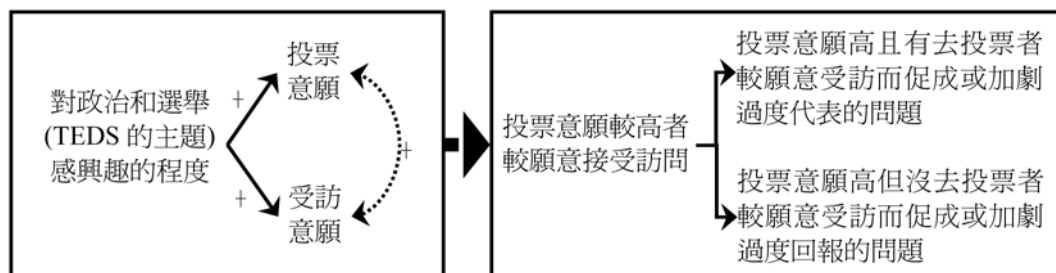 對政治和選舉
(TEDS 的主題)
感興趣的程度
+
+
投票
意願
受訪
意願
+
投票意願較高者
較願意接受訪問
投票意願高且有去投票者
較願意受訪而促成或加劇
過度代表的問題
投票意願高但沒去投票者
較願意受訪而促成或加劇
過度回報的問題